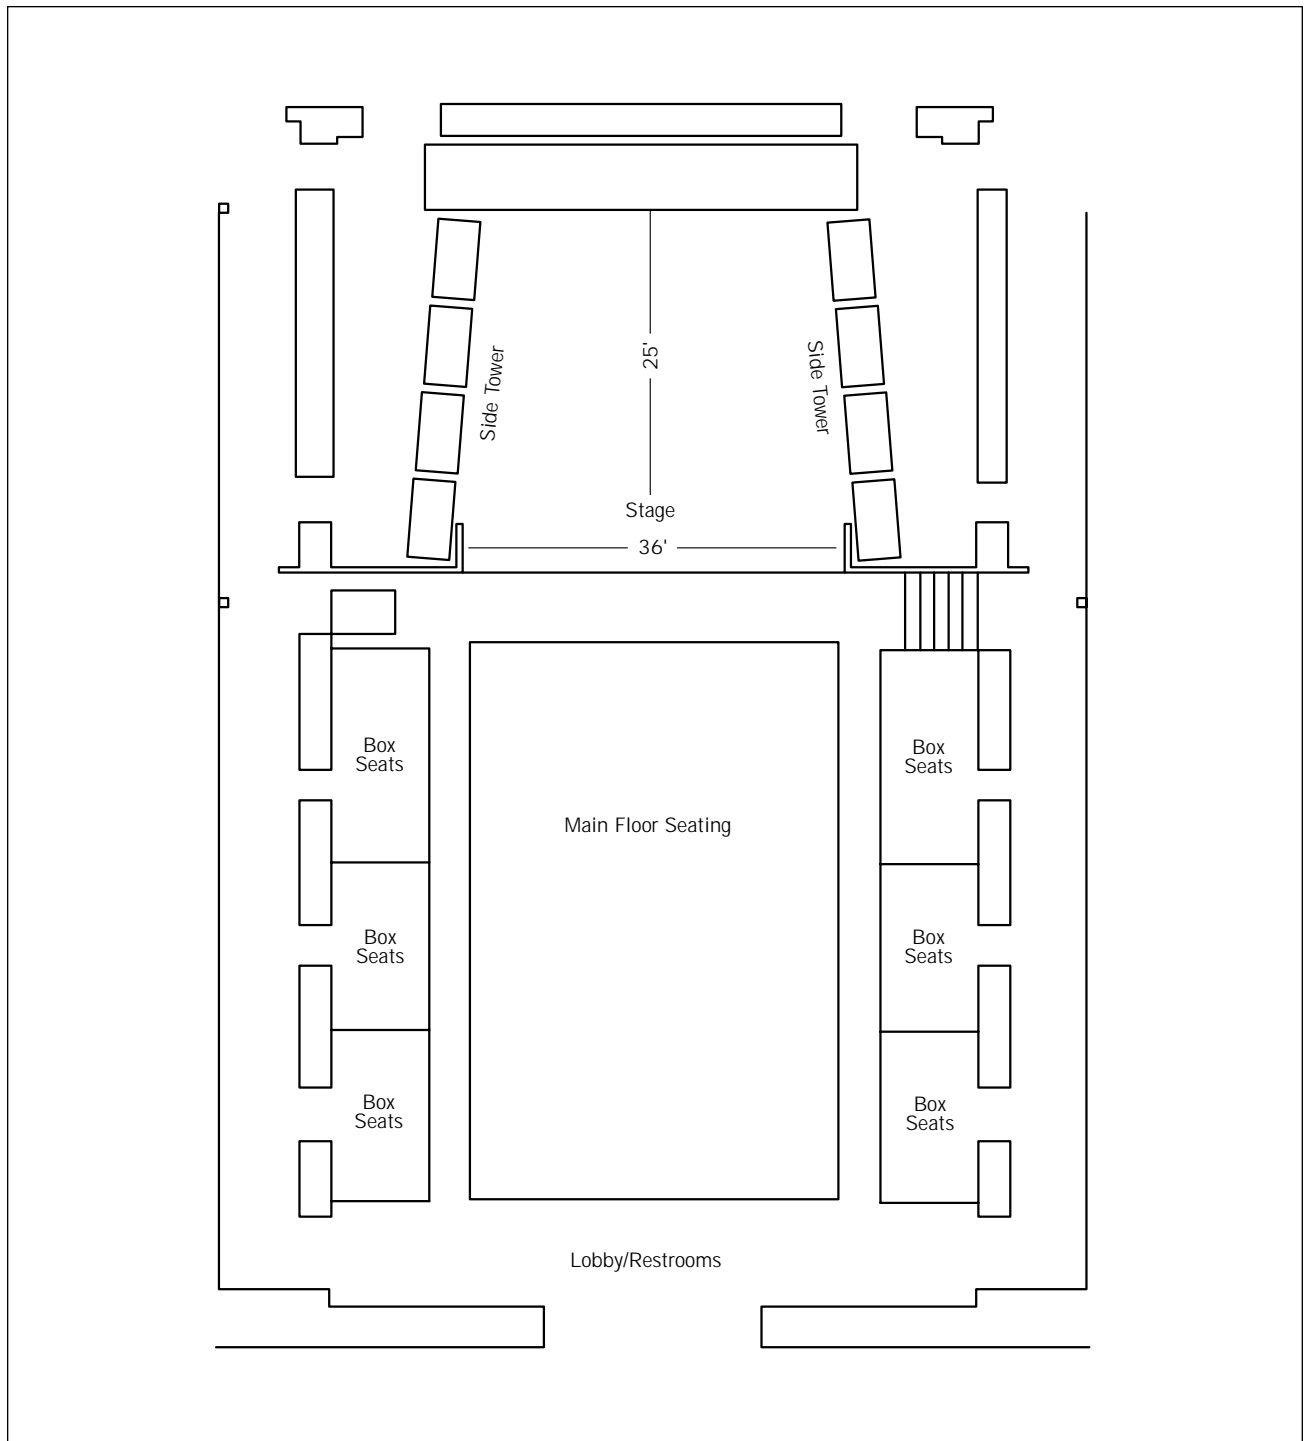 25'
Side Tower
Side Tower
Stage
36'
Box
Seats
Box
Seats
Main Floor Seating
Box
Seats
Box
Seats
Box
Seats
Box
Seats
Lobby/Restrooms